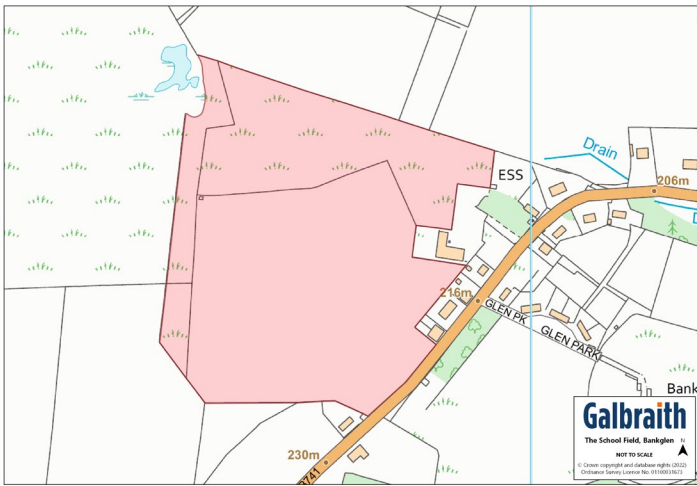 Drain
ESS
206m
D
216m
GLEN PK
GLEN PARK
Bank
230m
Galbraith
The School Field, Bankglen
N
NOT TO SCALE
© Crown copyright and database rights (2022)
Ordnance Survey Licence No. 0100031673